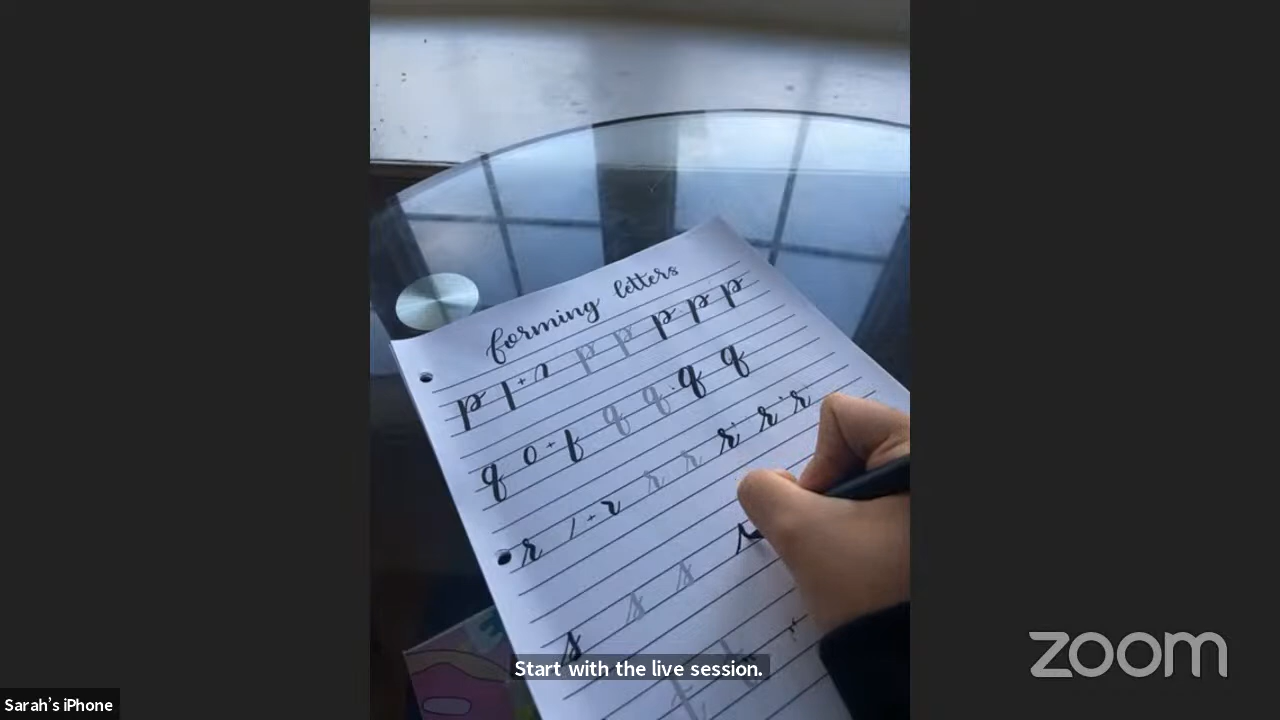 forming letters
p l + n p p p p p
q o + f q q q q
r / + r r r r r r
s s s
t t
Start with the live session.
Sarah's iPhone
zoom